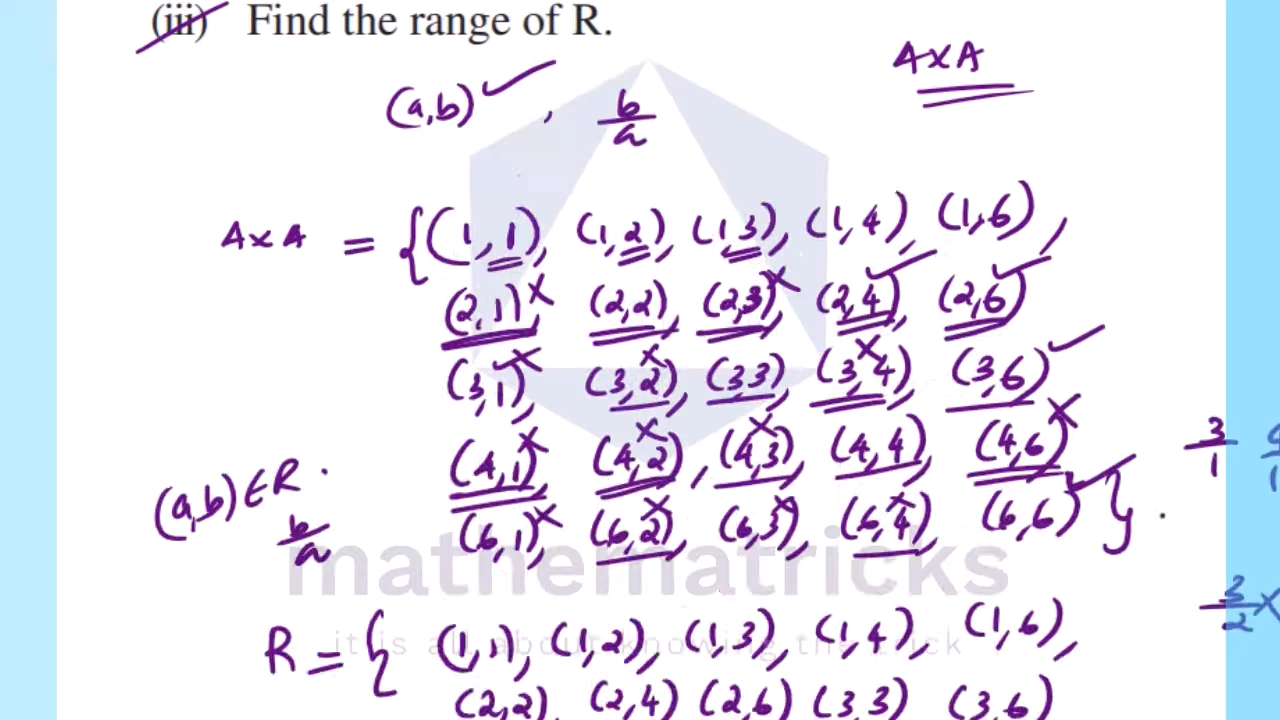 (iii) Find the range of R.
A×A
(a,b) , b/a
A×A = {(1,1), (1,2), (1,3), (1,4), (1,6),
(2,1), (2,2), (2,3), (2,4), (2,6)
(3,1), (3,2), (3,3), (3,4), (3,6)
(4,1), (4,2), (4,3), (4,4), (4,6)
(6,1), (6,2), (6,3), (6,4), (6,6)}.
(a,b)∈R.
b/a
3/1
3/2 ×
mathematricks
it is all about knowing the trick
R = { (1,1), (1,2), (1,3), (1,4), (1,6),
(2,2), (2,4) (2,6) (3,3) (3,6)